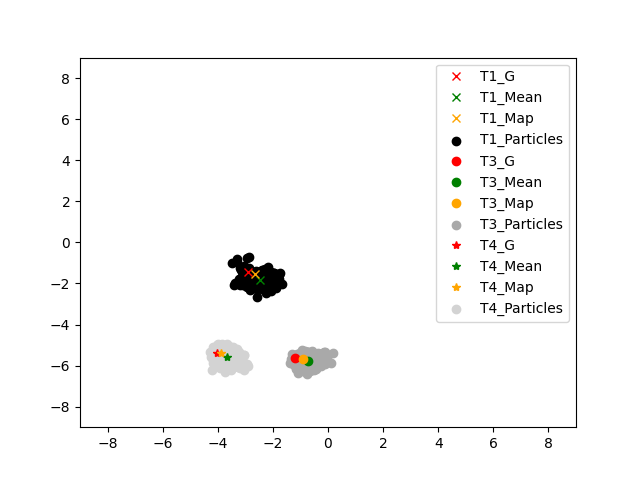 8
6
4
2
0
−2
−4
−6
−8
−8 −6 −4 −2 0 2 4 6 8
T1_G
T1_Mean
T1_Map
T1_Particles
T3_G
T3_Mean
T3_Map
T3_Particles
T4_G
T4_Mean
T4_Map
T4_Particles